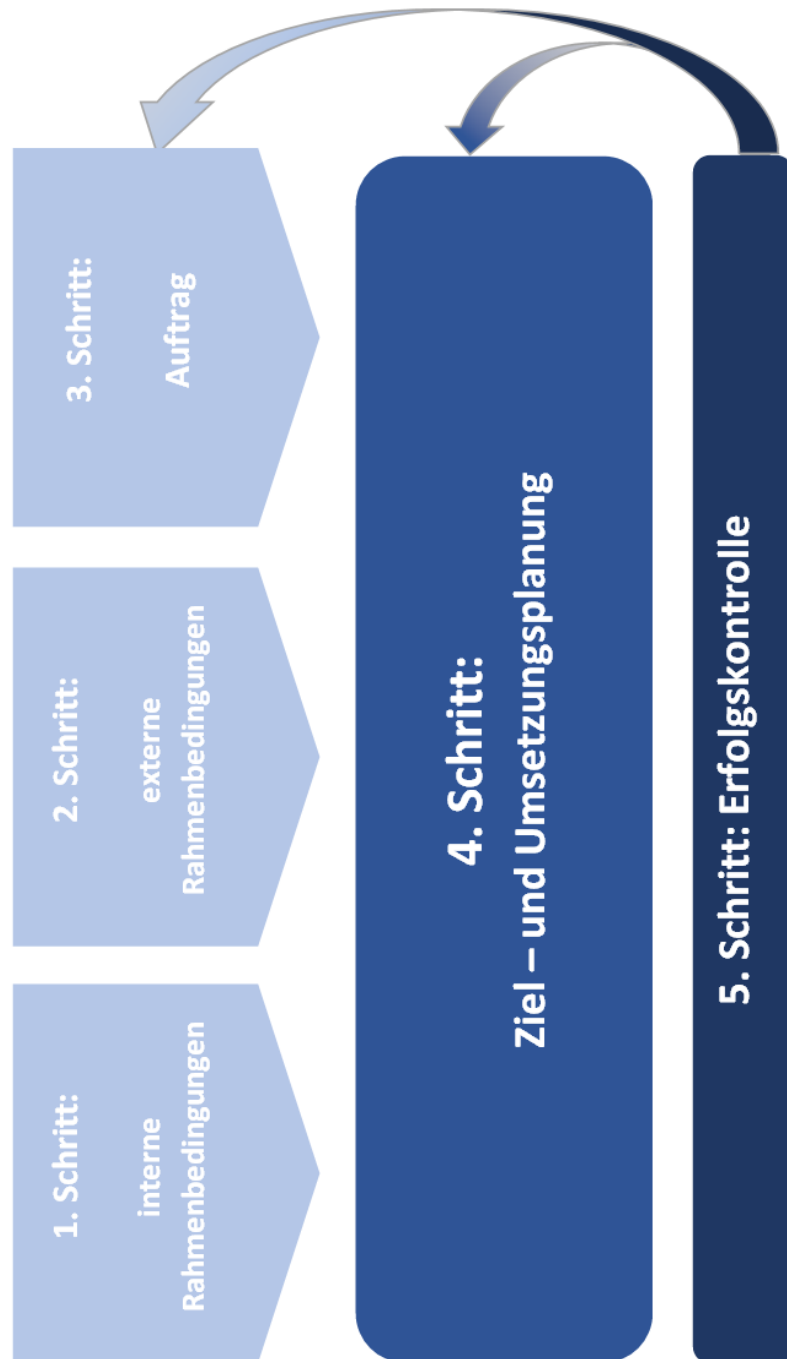 1. Schritt:
interne
Rahmenbedingungen
2. Schritt:
externe
Rahmenbedingungen
3. Schritt:
Auftrag
4. Schritt:
Ziel – und Umsetzungsplanung
5. Schritt: Erfolgskontrolle